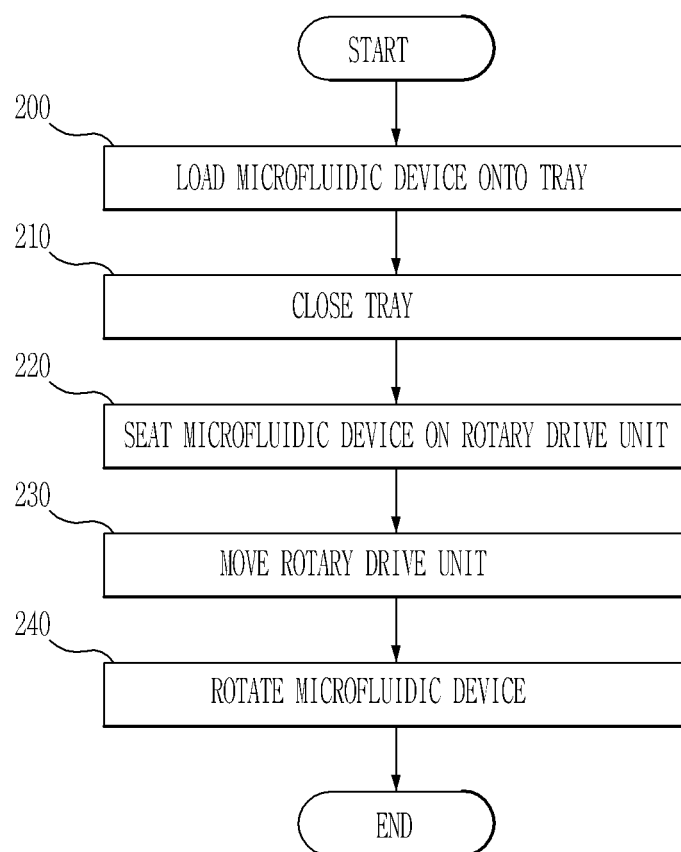 START
200
LOAD MICROFLUIDIC DEVICE ONTO TRAY
210
CLOSE TRAY
220
SEAT MICROFLUIDIC DEVICE ON ROTARY DRIVE UNIT
230
MOVE ROTARY DRIVE UNIT
240
ROTATE MICROFLUIDIC DEVICE
END